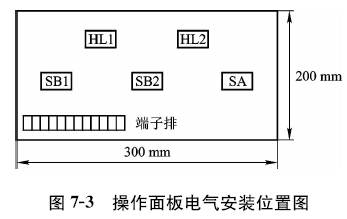 HL1 HL2
200 mm
SB1 SB2 SA
端子排
300 mm
图 7-3 操作面板电气安装位置图